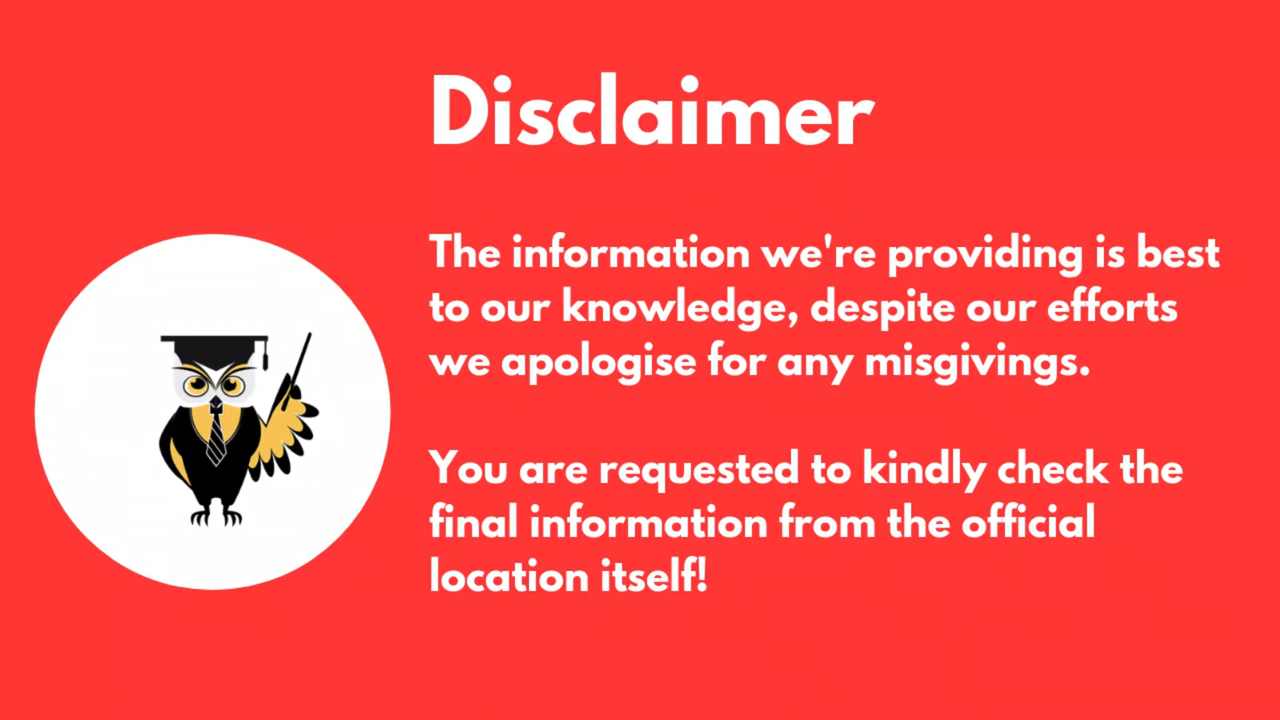 Disclaimer
The information we're providing is best
to our knowledge, despite our efforts
we apologise for any misgivings.
You are requested to kindly check the
final information from the official
location itself!